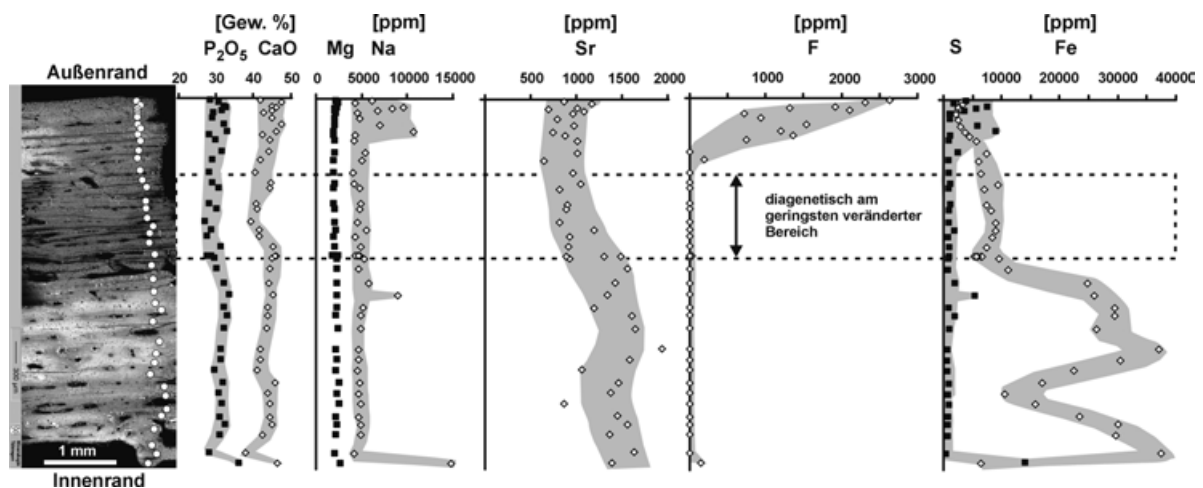 [Gew. %]
[ppm]
[ppm]
[ppm]
[ppm]
P2O5 CaO
Mg Na
Sr
F
S Fe
Außenrand
20 30 40 50
0 5000 10000 15000
500 1000 1500 2000
1000 2000 3000
10000 20000 30000 40000
diagenetisch am
geringsten veränderter
Bereich
1 mm
Innenrand